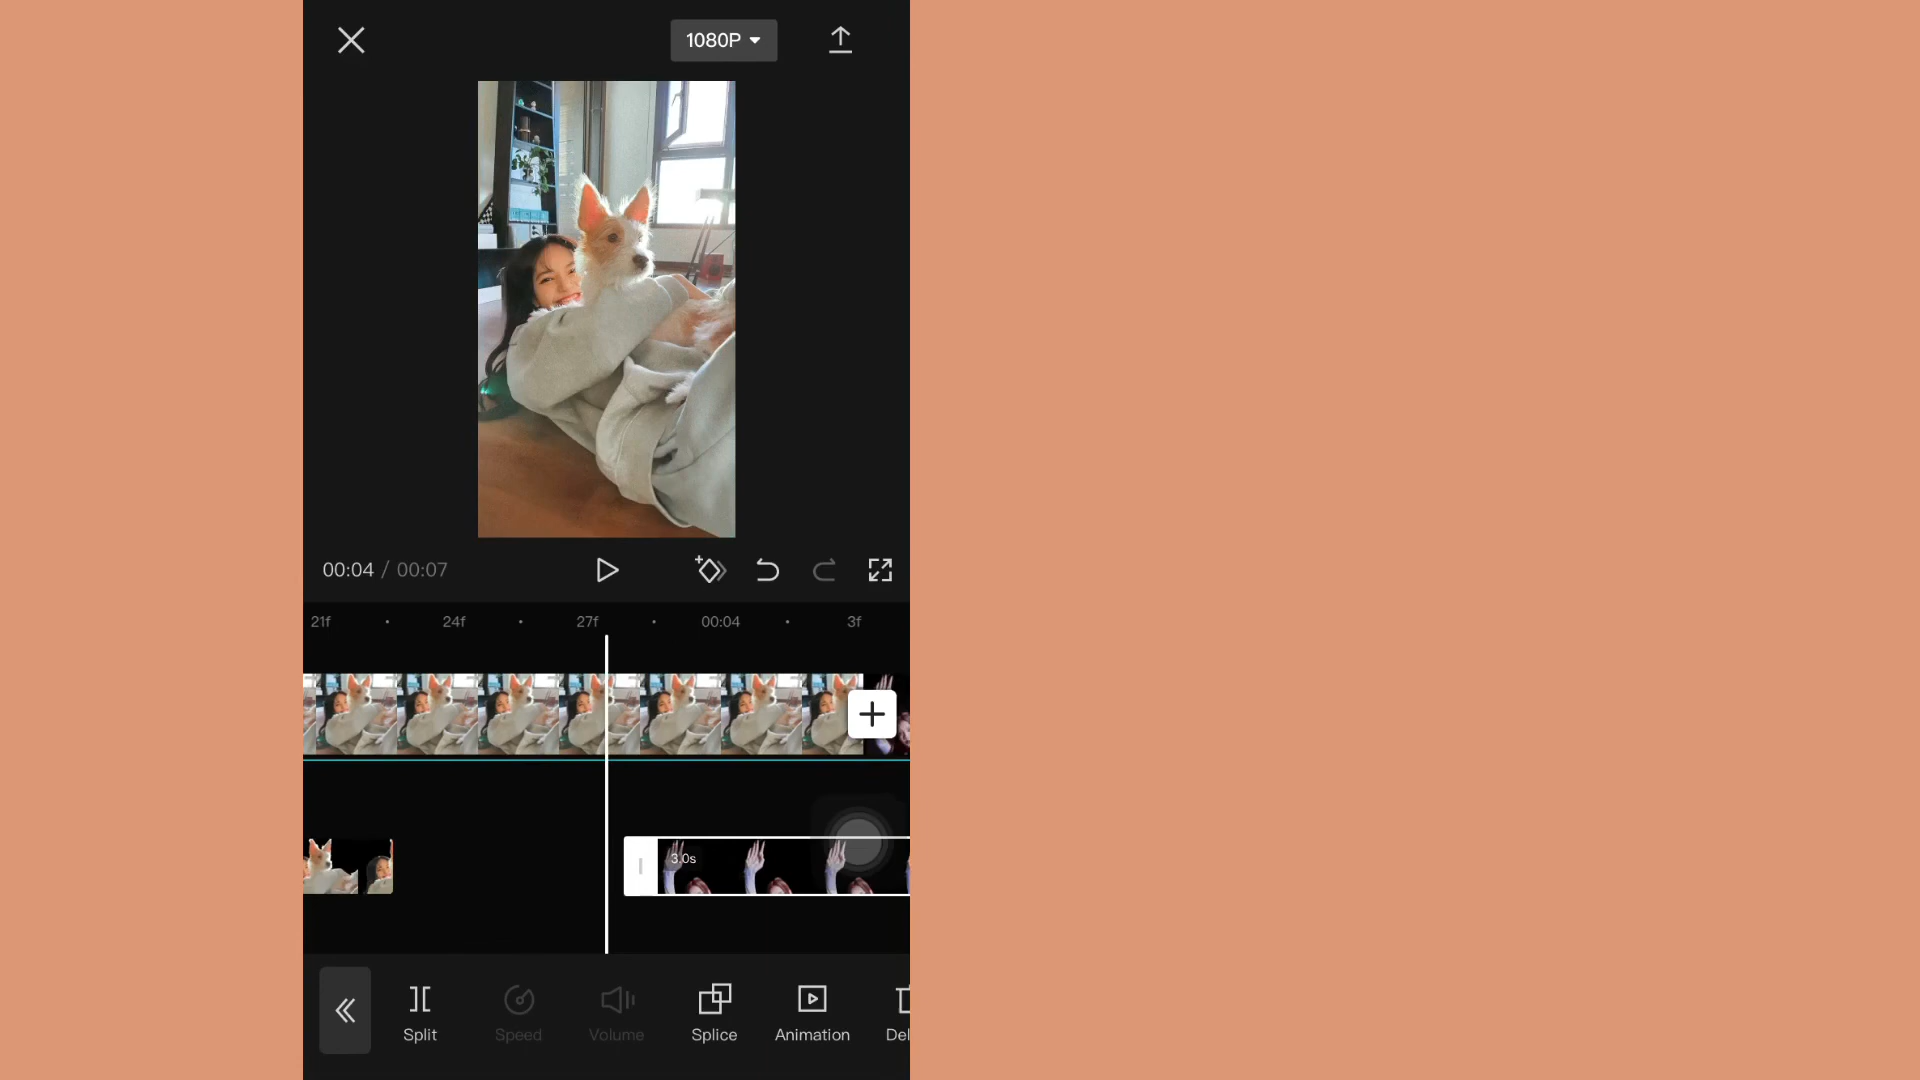 1080P
00:04 / 00:07
21f 24f 27f 00:04 3f
3.0s
Split Speed Volume Splice Animation Del